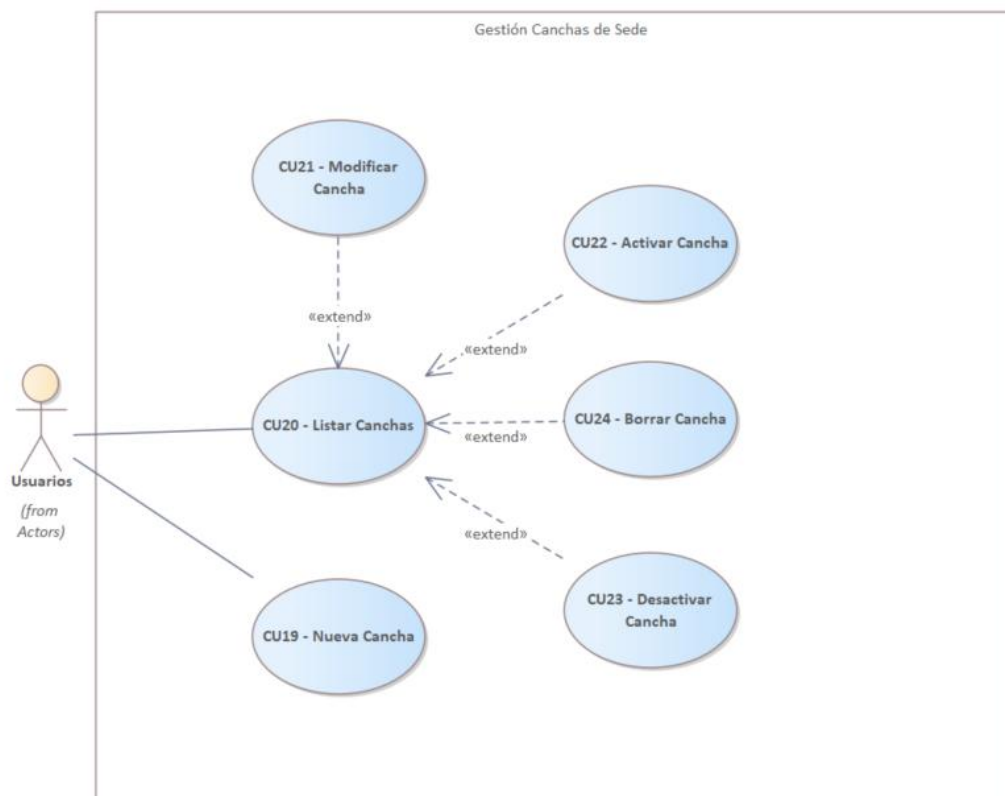 Gestión Canchas de Sede
CU21 - Modificar
Cancha
CU22 - Activar Cancha
«extend»
«extend»
CU20 - Listar Canchas
CU24 - Borrar Cancha
«extend»
Usuarios
(from
Actors)
«extend»
CU23 - Desactivar
Cancha
CU19 - Nueva Cancha